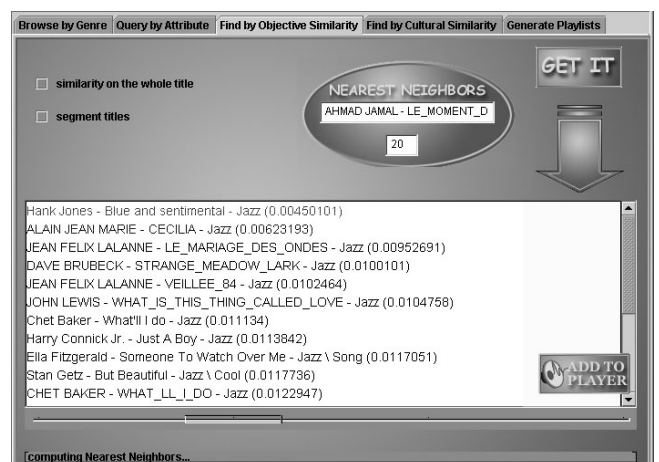 Browse by Genre Query by Attribute Find by Objective Similarity Find by Cultural Similarity Generate Playlists
similarity on the whole title
segment titles
NEAREST NEIGHBORS
AHMAD JAMAL - LE_MOMENT_D
20
GET IT
Hank Jones - Blue and sentimental - Jazz (0.00450101)
ALAIN JEAN MARIE - CECILIA - Jazz (0.00623193)
JEAN FELIX LALANNE - LE_MARIAGE_DES_ONDES - Jazz (0.00952691)
DAVE BRUBECK - STRANGE_MEADOW_LARK - Jazz (0.0100101)
JEAN FELIX LALANNE - VEILLEE_84 - Jazz (0.0102464)
JOHN LEWIS - WHAT_IS_THIS_THING_CALLED_LOVE - Jazz (0.0104758)
Chet Baker - What'll I do - Jazz (0.011134)
Harry Connick Jr. - Just A Boy - Jazz (0.0113842)
Ella Fitzgerald - Someone To Watch Over Me - Jazz \ Song (0.0117051)
Stan Getz - But Beautiful - Jazz \ Cool (0.0117736)
CHET BAKER - WHAT_LL_I_DO - Jazz (0.0122947)
ADD TO
PLAYER
computing Nearest Neighbors...